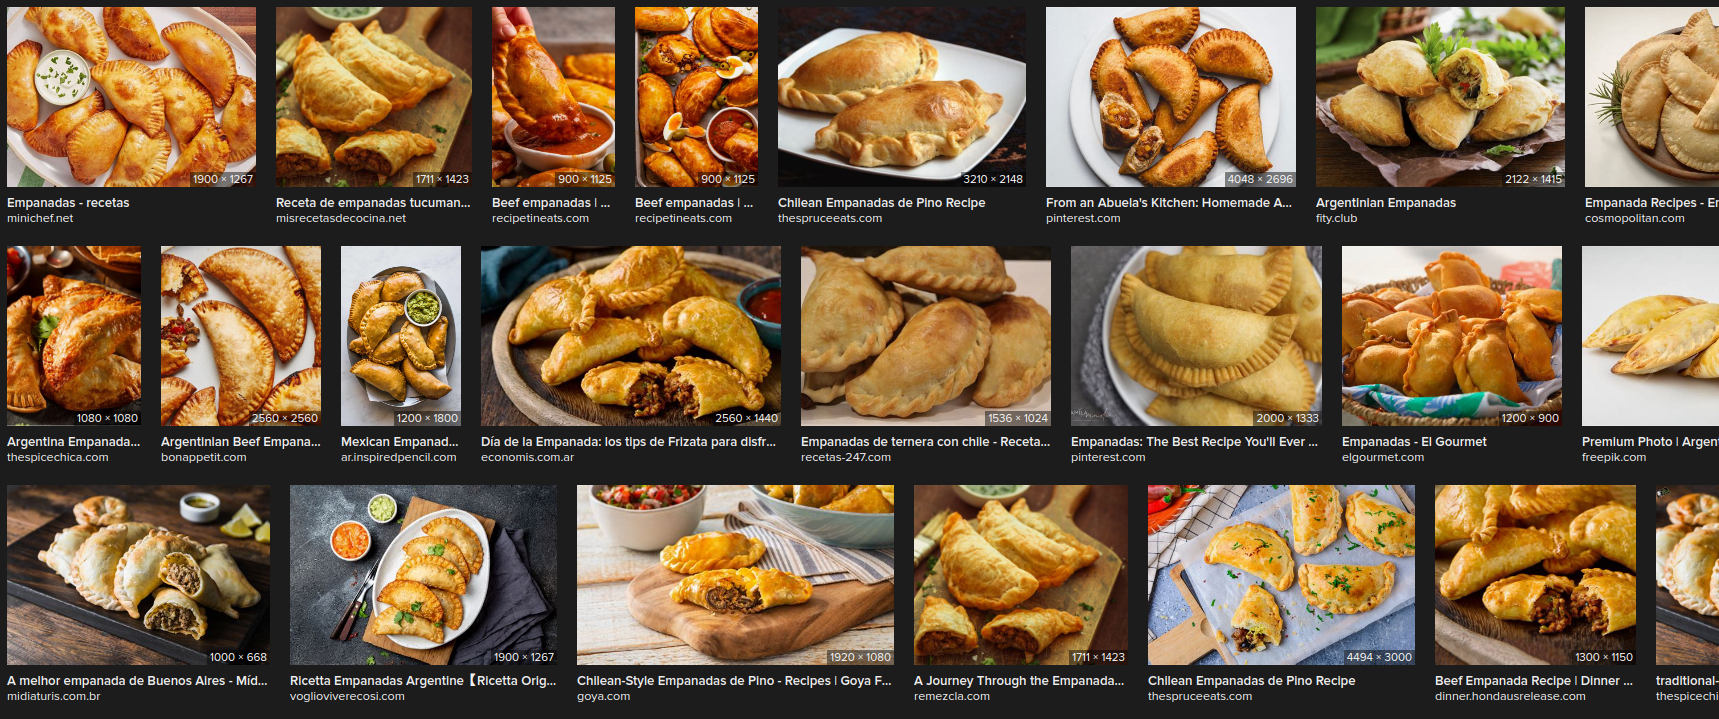 1900 × 1267
1711 × 1423
900 × 1125
900 × 1125
3210 × 2148
4048 × 2696
2122 × 1415
Empanadas - recetas
minichef.net
Receta de empanadas tucuman...
misrecetasdecocina.net
Beef empanadas | ...
recipetineats.com
Beef empanadas | ...
recipetineats.com
Chilean Empanadas de Pino Recipe
thespruceeats.com
From an Abuela's Kitchen: Homemade A...
pinterest.com
Argentinian Empanadas
fity.club
Empanada Recipes - Em
cosmopolitan.com
1080 × 1080
2560 × 2560
1200 × 1800
2560 × 1440
1536 × 1024
2000 × 1333
1200 × 900
Argentina Empanada...
thespicechica.com
Argentinian Beef Empana...
bonappetit.com
Mexican Empanad...
ar.inspiredpencil.com
Día de la Empanada: los tips de Frizata para disfr...
economis.com.ar
Empanadas de ternera con chile - Receta...
recetas-247.com
Empanadas: The Best Recipe You'll Ever ...
pinterest.com
Empanadas - El Gourmet
elgourmet.com
Premium Photo | Argent
freepik.com
1000 × 668
1900 × 1267
1920 × 1080
1711 × 1423
4494 × 3000
1300 × 1150
A melhor empanada de Buenos Aires - Míd...
midiaturis.com.br
Ricetta Empanadas Argentine【Ricetta Orig...
voglioviverecosi.com
Chilean-Style Empanadas de Pino - Recipes | Goya F...
goya.com
A Journey Through the Empanada...
remezcla.com
Chilean Empanadas de Pino Recipe
thespruceeats.com
Beef Empanada Recipe | Dinner ...
dinner.hondausrelease.com
traditional-
thespicechi